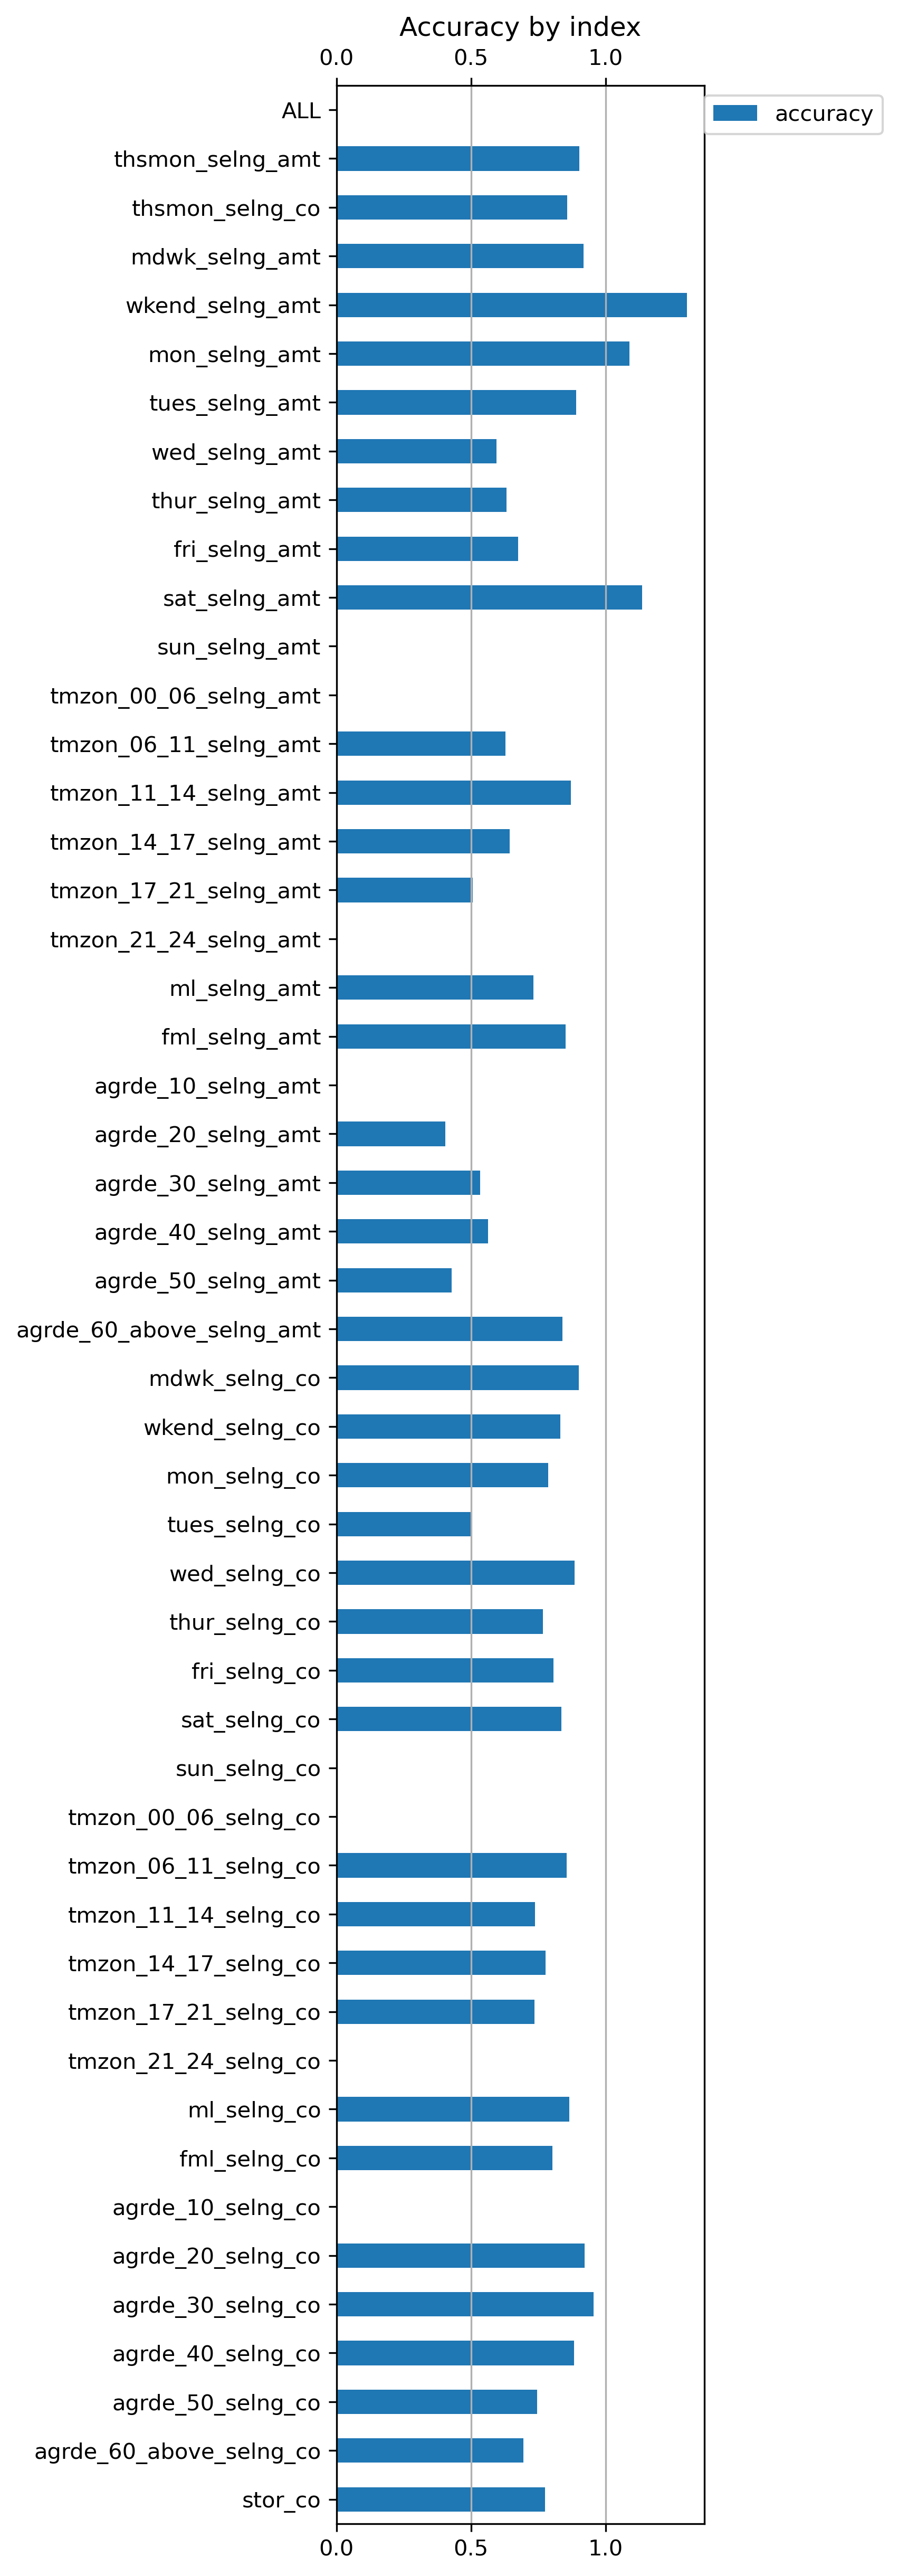 Accuracy by index
0.0 0.5 1.0
accuracy
ALL
thsmon_selng_amt
thsmon_selng_co
mdwk_selng_amt
wkend_selng_amt
mon_selng_amt
tues_selng_amt
wed_selng_amt
thur_selng_amt
fri_selng_amt
sat_selng_amt
sun_selng_amt
tmzon_00_06_selng_amt
tmzon_06_11_selng_amt
tmzon_11_14_selng_amt
tmzon_14_17_selng_amt
tmzon_17_21_selng_amt
tmzon_21_24_selng_amt
ml_selng_amt
fml_selng_amt
agrde_10_selng_amt
agrde_20_selng_amt
agrde_30_selng_amt
agrde_40_selng_amt
agrde_50_selng_amt
agrde_60_above_selng_amt
mdwk_selng_co
wkend_selng_co
mon_selng_co
tues_selng_co
wed_selng_co
thur_selng_co
fri_selng_co
sat_selng_co
sun_selng_co
tmzon_00_06_selng_co
tmzon_06_11_selng_co
tmzon_11_14_selng_co
tmzon_14_17_selng_co
tmzon_17_21_selng_co
tmzon_21_24_selng_co
ml_selng_co
fml_selng_co
agrde_10_selng_co
agrde_20_selng_co
agrde_30_selng_co
agrde_40_selng_co
agrde_50_selng_co
agrde_60_above_selng_co
stor_co
0.0 0.5 1.0